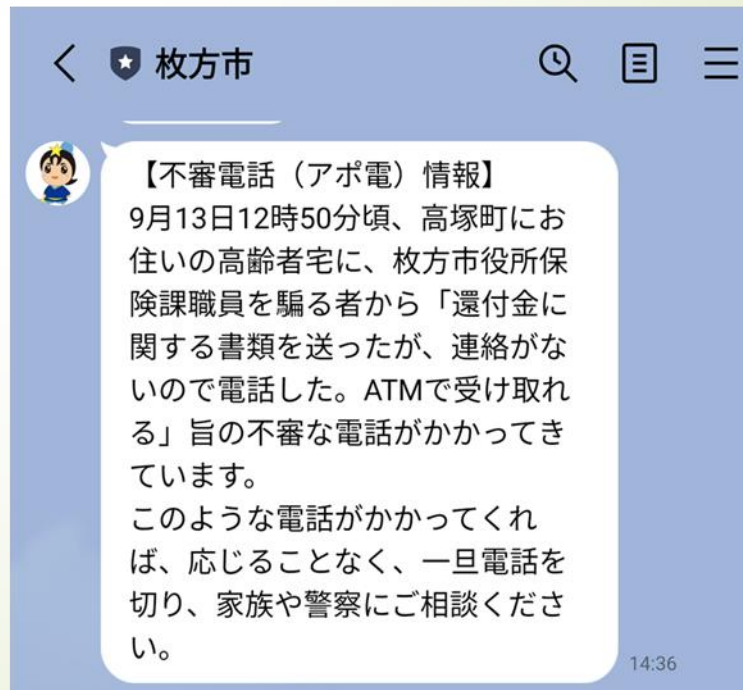 枚方市
【不審電話（アポ電）情報】
9月13日12時50分頃、高塚町にお
住いの高齢者宅に、枚方市役所保
険課職員を騙る者から「還付金に
関する書類を送ったが、連絡がな
いので電話した。ATMで受け取れ
る」旨の不審な電話がかかってき
ています。
このような電話がかかってくれ
ば、応じることなく、一旦電話を
切り、家族や警察にご相談くださ
い。
14:36